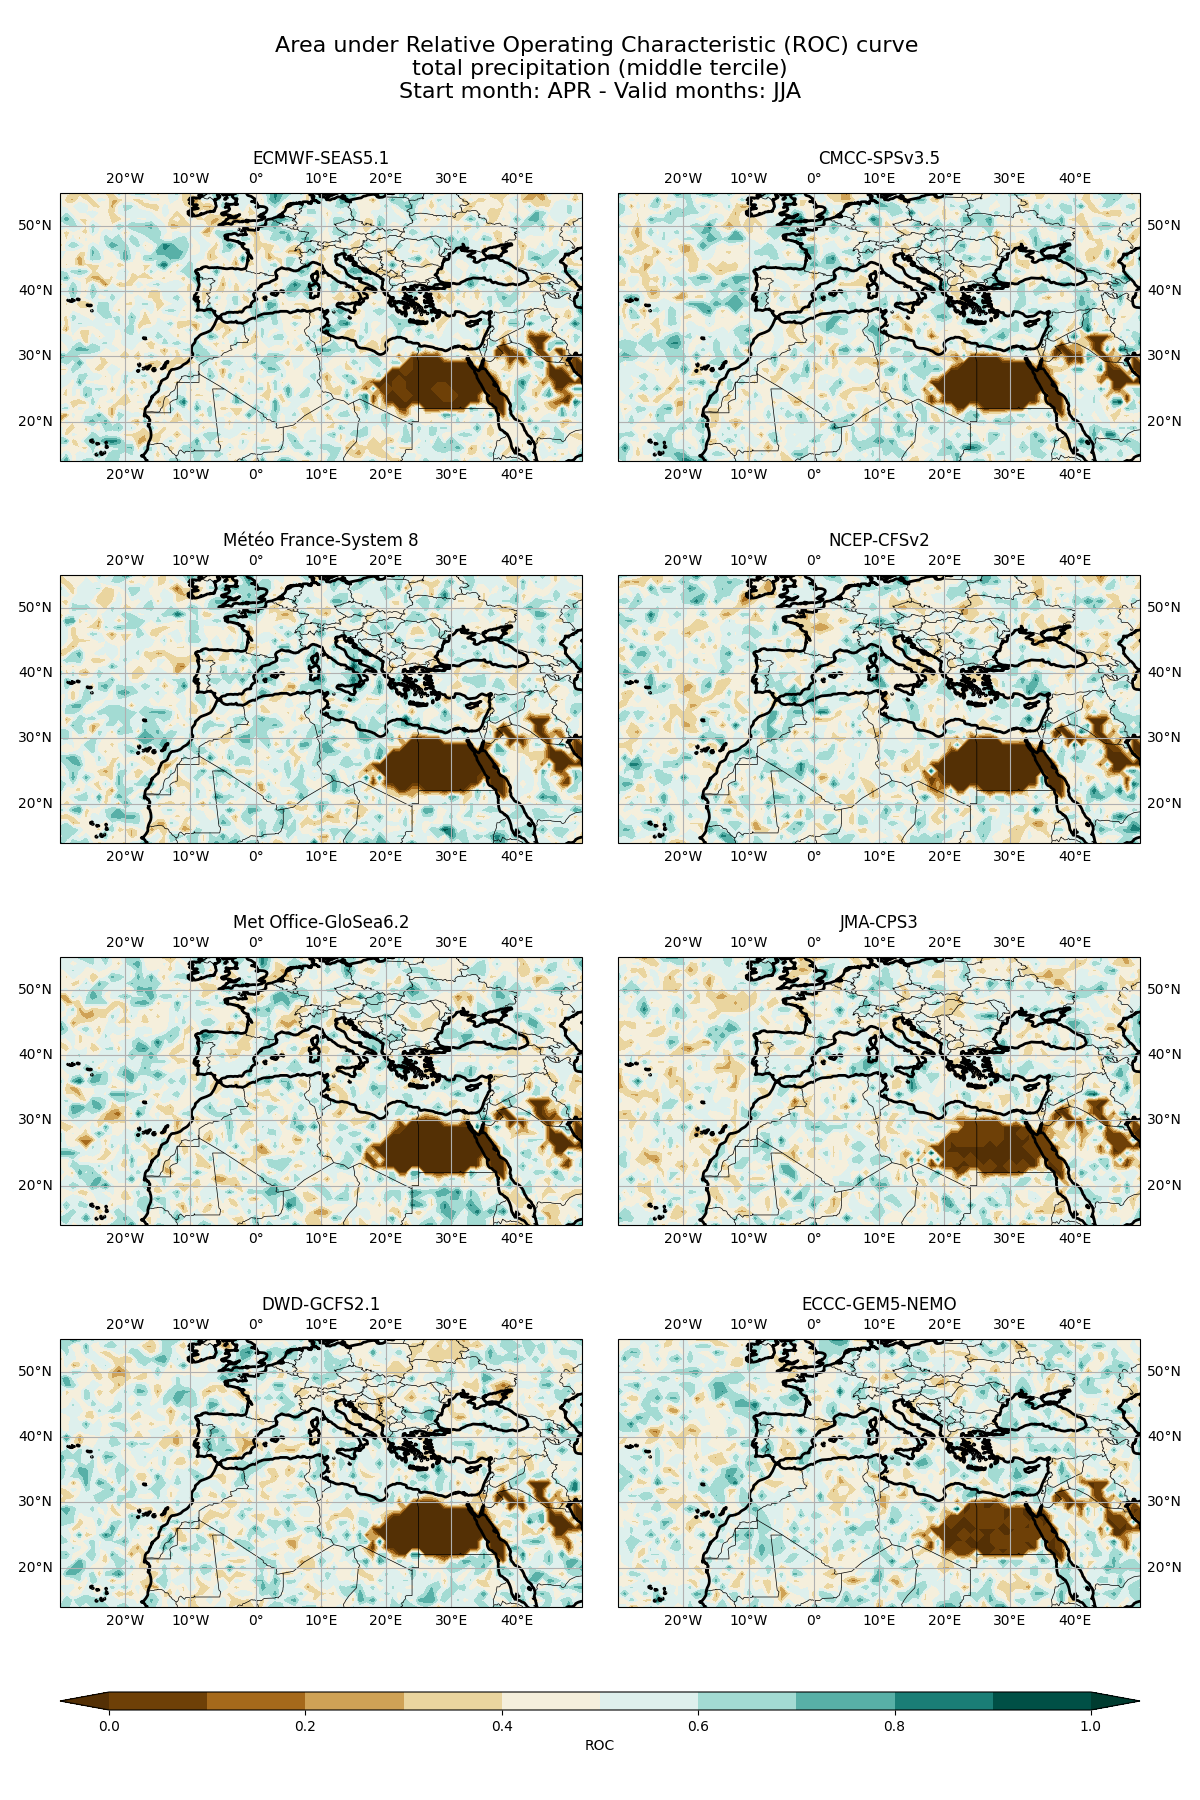 Area under Relative Operating Characteristic (ROC) curve
total precipitation (middle tercile)
Start month: APR - Valid months: JJA
ECMWF-SEAS5.1
20°W 10°W 0° 10°E 20°E 30°E 40°E
50°N
40°N
30°N
20°N
20°W 10°W 0° 10°E 20°E 30°E 40°E
CMCC-SPSv3.5
20°W 10°W 0° 10°E 20°E 30°E 40°E
50°N
40°N
30°N
20°N
20°W 10°W 0° 10°E 20°E 30°E 40°E
Météo France-System 8
20°W 10°W 0° 10°E 20°E 30°E 40°E
50°N
40°N
30°N
20°N
20°W 10°W 0° 10°E 20°E 30°E 40°E
NCEP-CFSv2
20°W 10°W 0° 10°E 20°E 30°E 40°E
50°N
40°N
30°N
20°N
20°W 10°W 0° 10°E 20°E 30°E 40°E
Met Office-GloSea6.2
20°W 10°W 0° 10°E 20°E 30°E 40°E
50°N
40°N
30°N
20°N
20°W 10°W 0° 10°E 20°E 30°E 40°E
JMA-CPS3
20°W 10°W 0° 10°E 20°E 30°E 40°E
50°N
40°N
30°N
20°N
20°W 10°W 0° 10°E 20°E 30°E 40°E
DWD-GCFS2.1
20°W 10°W 0° 10°E 20°E 30°E 40°E
50°N
40°N
30°N
20°N
20°W 10°W 0° 10°E 20°E 30°E 40°E
ECCC-GEM5-NEMO
20°W 10°W 0° 10°E 20°E 30°E 40°E
50°N
40°N
30°N
20°N
20°W 10°W 0° 10°E 20°E 30°E 40°E
0.0 0.2 0.4 0.6 0.8 1.0
ROC